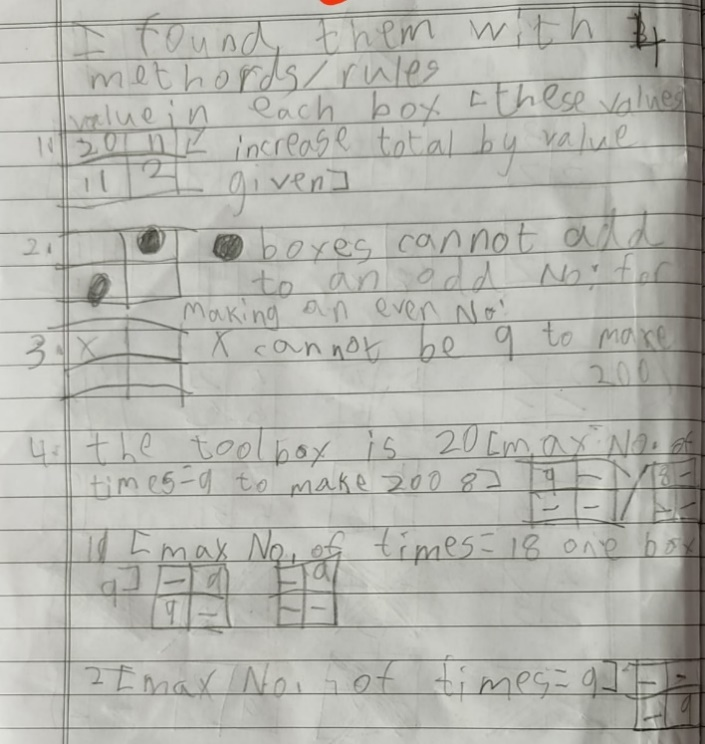 I found them with 4
methords/rules
value in each box [these values
1. 20 11 increase total by value
11 2 given]
2. boxes cannot add
to an odd No: for
making an even No:
3. X X cannot be 9 to make
200
4. the toolbox is 20 [max No. of
times=9 to make 200 8] 9 - / 8 -
- - - -
11 [max No. of times= 18 one box
9] - 9 - 9
9 - - -
2 [max No. of times= 9] - -
- 9